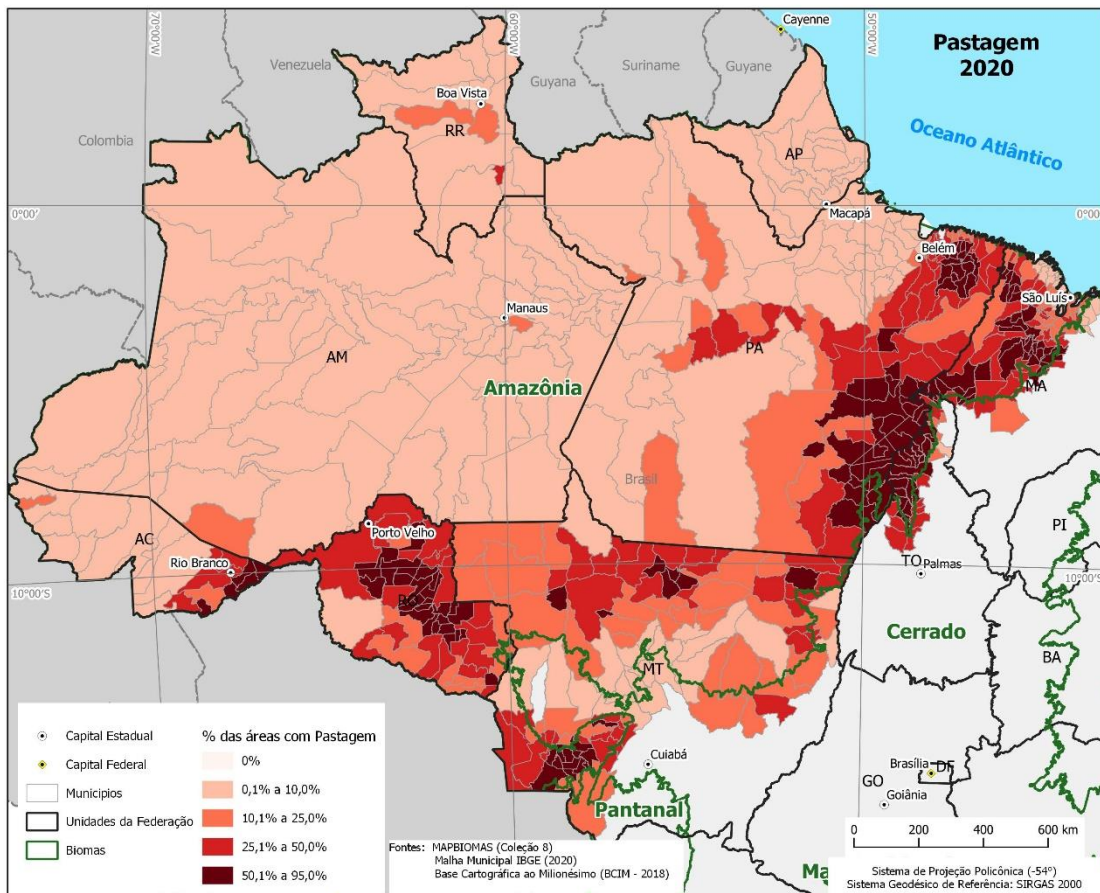 70°00'W
60°00'W
50°00'W
Cayenne
Pastagem
2020
Venezuela
Guyana
Suriname
Guyane
Boa Vista
Colombia
RR
AP
Oceano Atlântico
0°00'
0°00'
Macapá
Belém
São Luís
Manaus
AM
PA
MA
Amazônia
Brasil
PI
AC
Porto Velho
Rio Branco
TO
Palmas
10°00'S
10°00'S
Cerrado
MT
BA
Cuiabá
Brasília
DF
GO
Goiânia
Pantanal
Capital Estadual
Capital Federal
Municipios
Unidades da Federação
Biomas
% das áreas com Pastagem
0%
0,1% a 10,0%
10,1% a 25,0%
25,1% a 50,0%
50,1% a 95,0%
Fontes: MAPBIOMAS (Coleção 8)
Malha Municipal IBGE (2020)
Base Cartográfica ao Milionésimo (BCIM - 2018)
0 200 400 600 km
Ma
Sistema de Projeção Policônica (-54º)
Sistema Geodésico de Referência: SIRGAS 2000